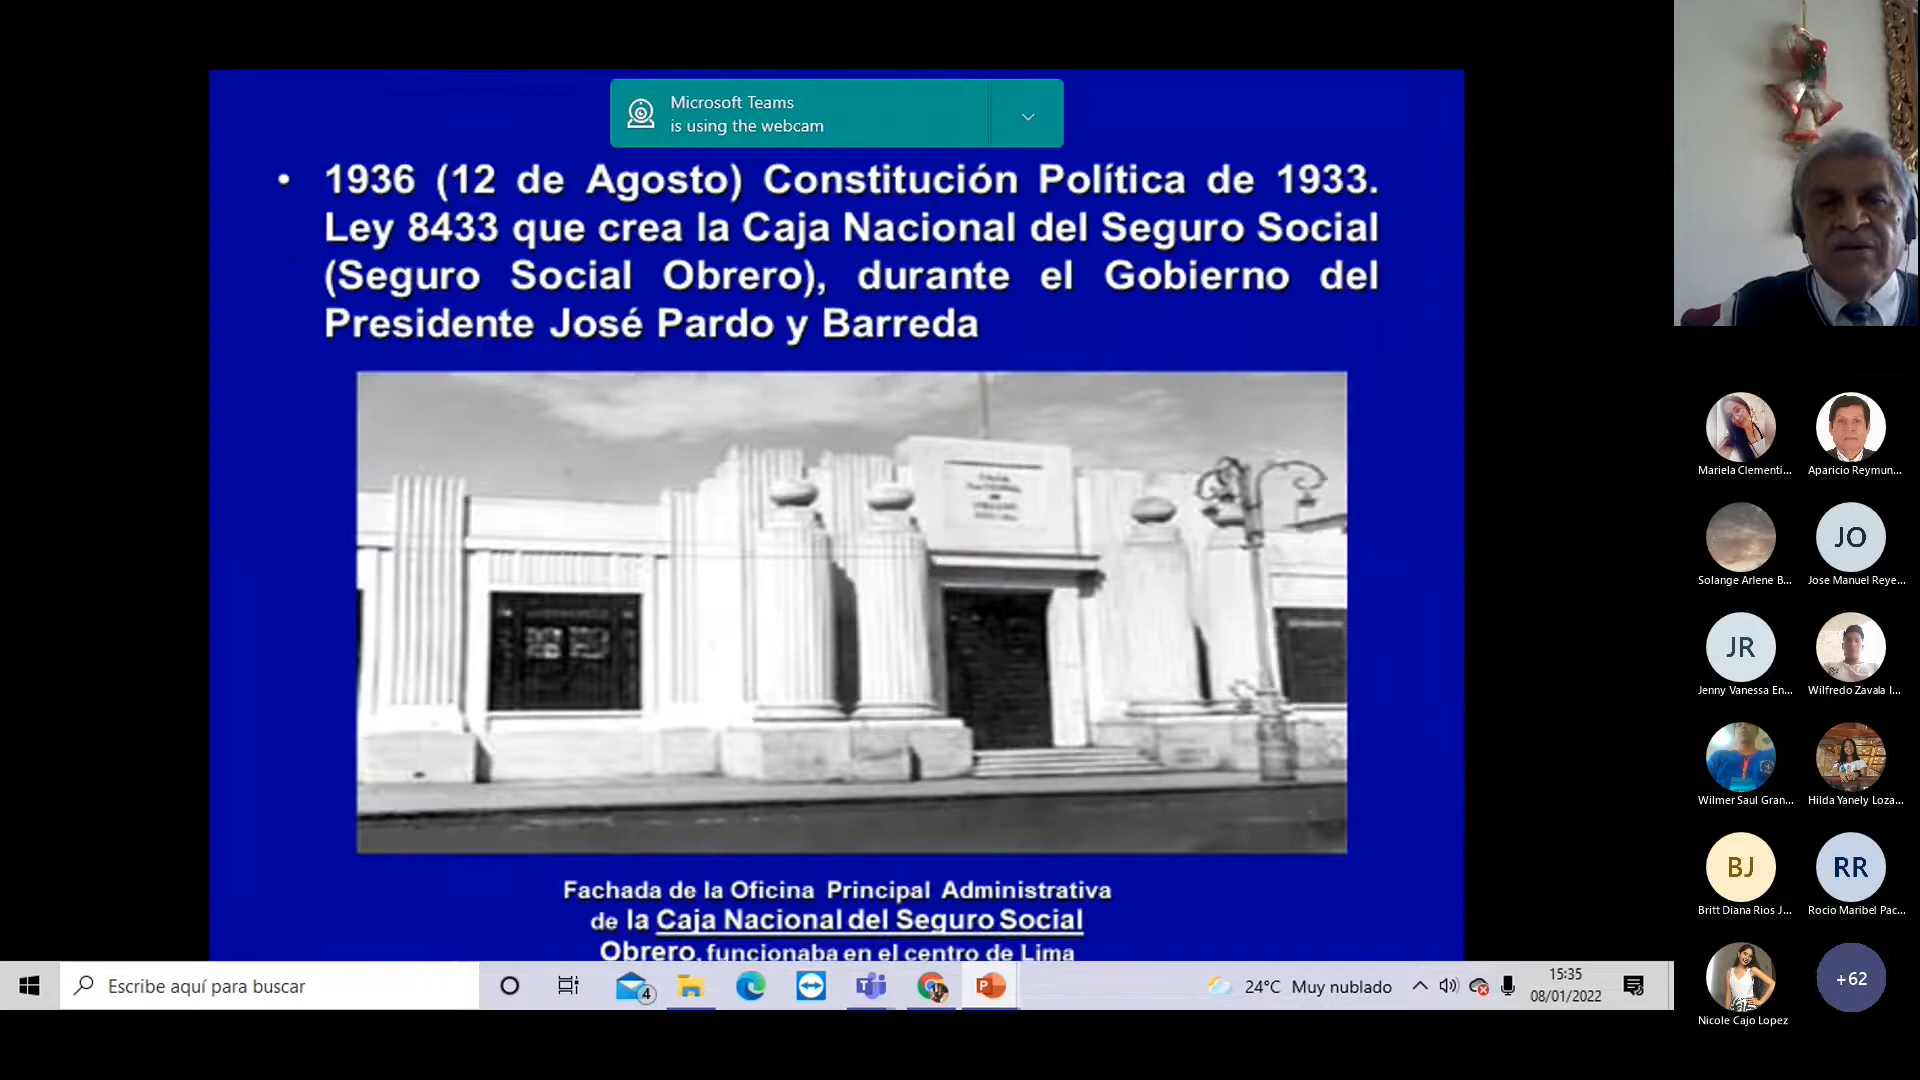 Microsoft Teams
is using the webcam
• 1936 (12 de Agosto) Constitución Política de 1933.
Ley 8433 que crea la Caja Nacional del Seguro Social
(Seguro Social Obrero), durante el Gobierno del
Presidente José Pardo y Barreda
Fachada de la Oficina Principal Administrativa
de la Caja Nacional del Seguro Social
Obrero, funcionaba en el centro de Lima
Mariela Clementi...
Aparicio Reymun...
Solange Arlene B...
JO
Jose Manuel Reye...
JR
Jenny Vanessa En...
Wilfredo Zavala I...
Wilmer Saul Gran...
Hilda Yanely Loza...
BJ
Britt Diana Rios J...
RR
Rocio Maribel Pac...
Nicole Cajo Lopez
+62
Escribe aquí para buscar
4
24°C Muy nublado
15:35
08/01/2022